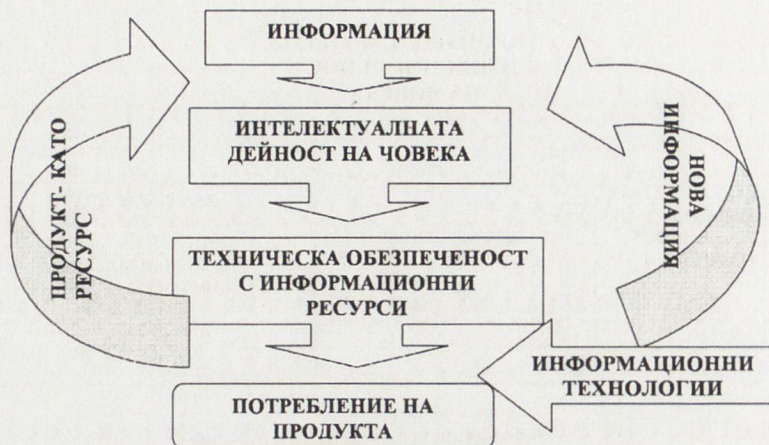 ИНФОРМАЦИЯ
ИНТЕЛЕКТУАЛНАТА
ДЕЙНОСТ НА ЧОВЕКА
ПРОДУКТ- КАТО
РЕСУРС
НОВА
ИНФОРМАЦИЯ
ТЕХНИЧЕСКА ОБЕЗПЕЧЕНОСТ
С ИНФОРМАЦИОННИ
РЕСУРСИ
ИНФОРМАЦИОННИ
ТЕХНОЛОГИИ
ПОТРЕБЛЕНИЕ НА
ПРОДУКТА